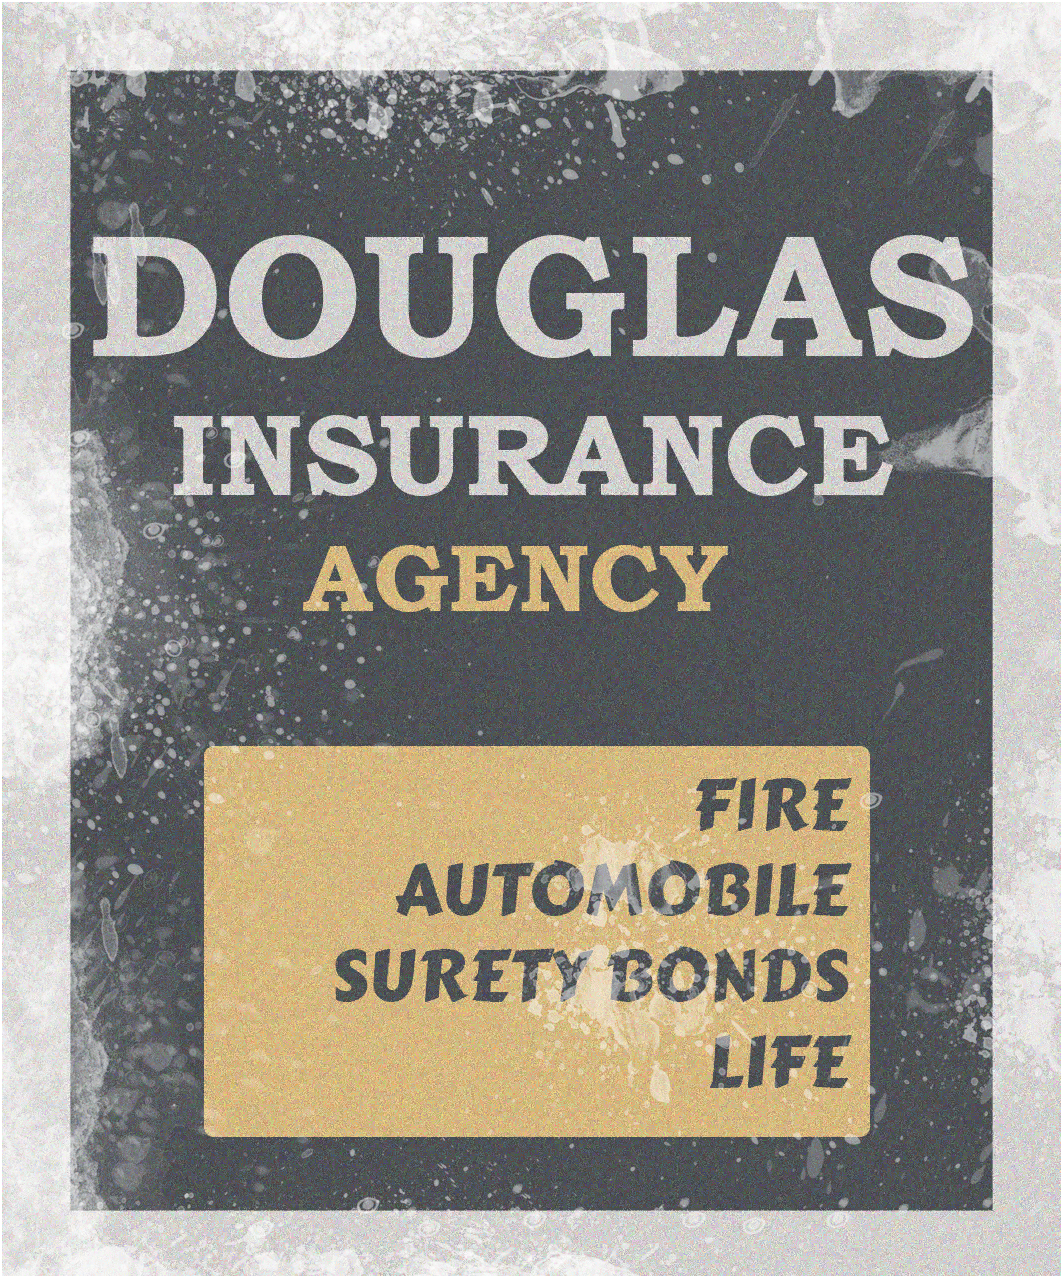 DOUGLAS
INSURANCE
AGENCY
FIRE
AUTOMOBILE
SURETY BONDS
LIFE